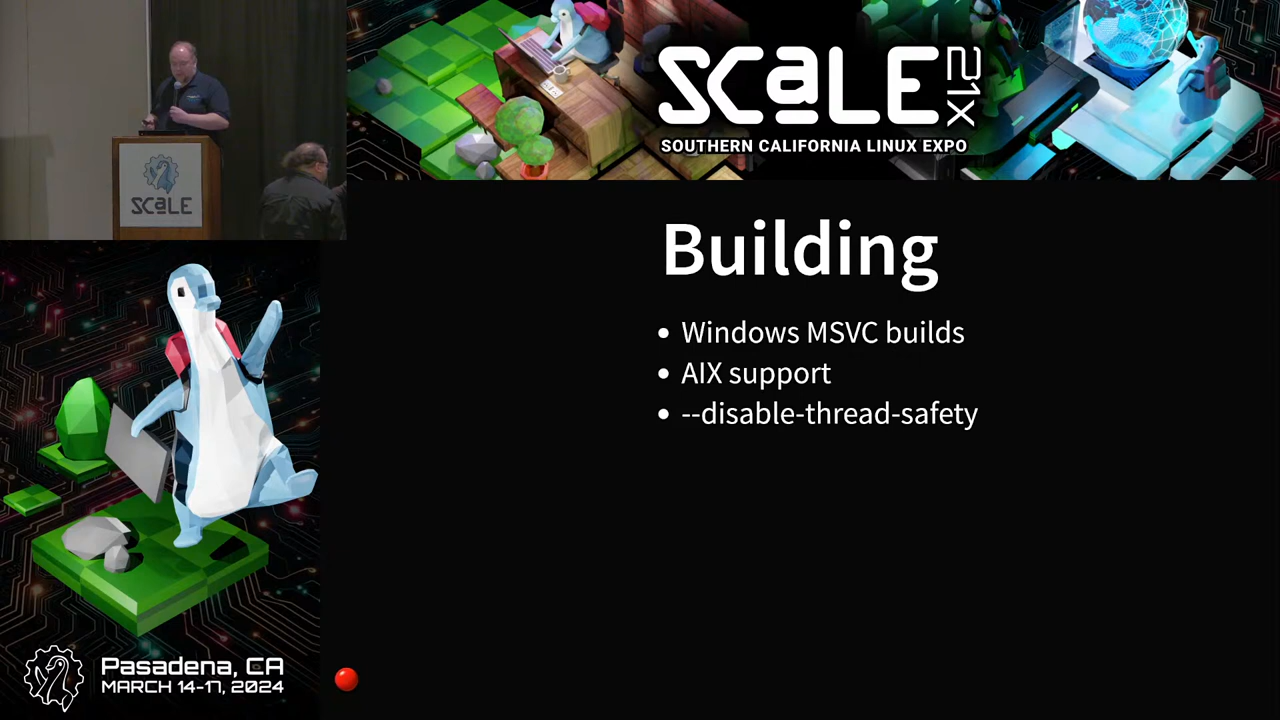 SCaLE
SCaLE 21X
SOUTHERN CALIFORNIA LINUX EXPO
Building
• Windows MSVC builds
• AIX support
• --disable-thread-safety
Pasadena, CA
MARCH 14-17, 2024